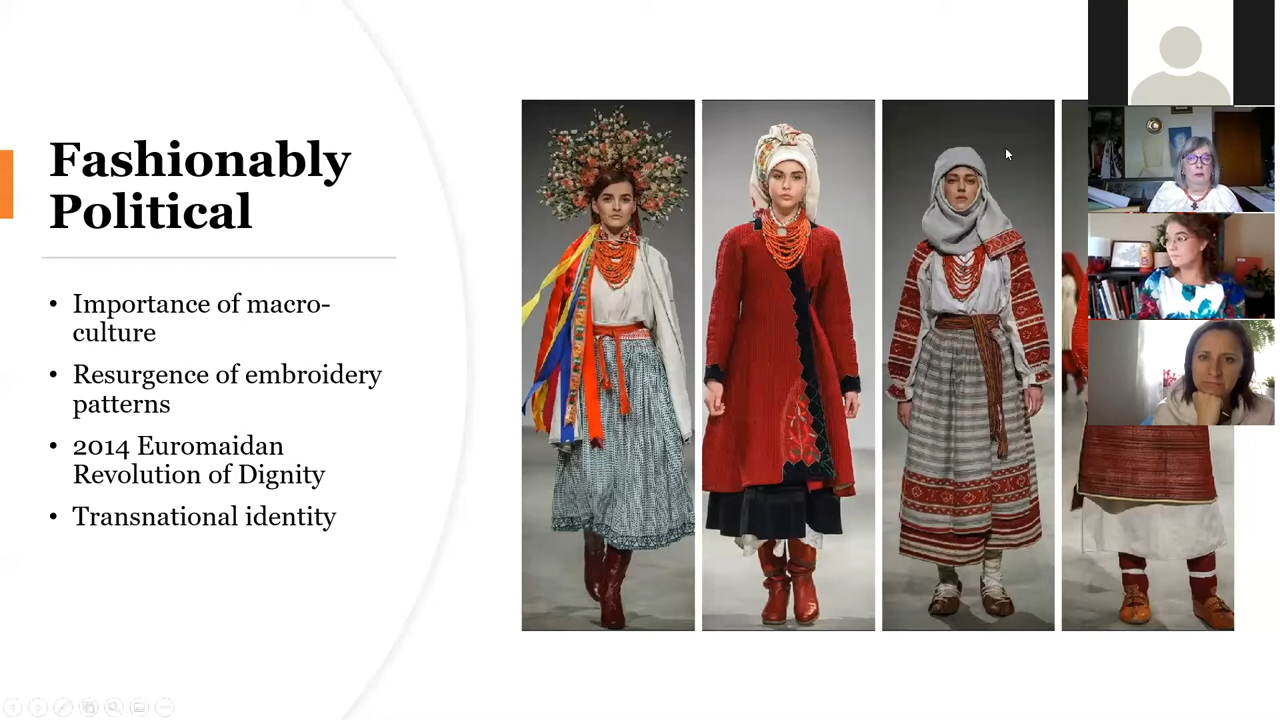 Fashionably
Political
• Importance of macro-
culture
• Resurgence of embroidery
patterns
• 2014 Euromaidan
Revolution of Dignity
• Transnational identity